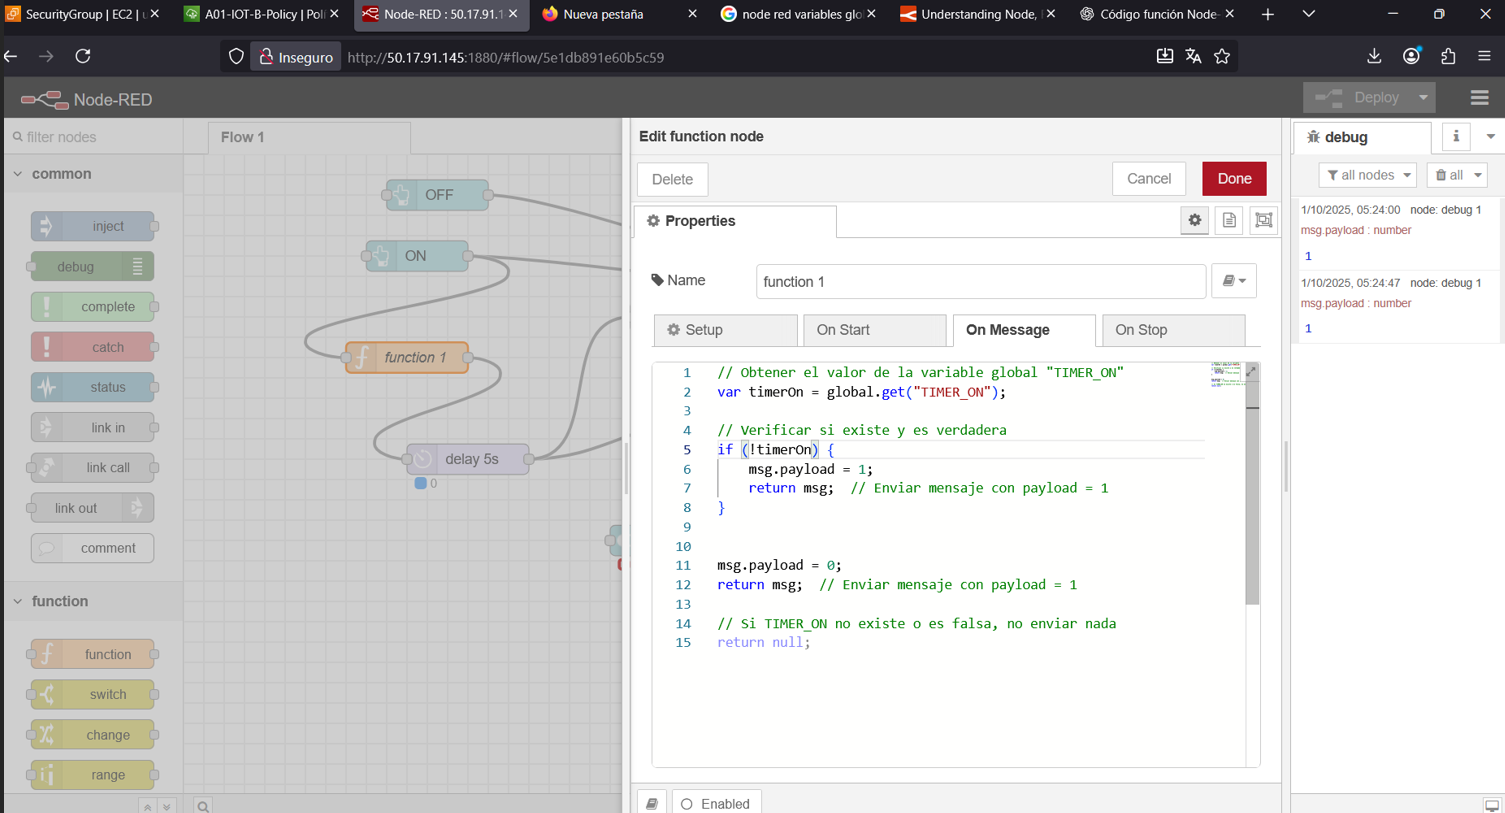 SecurityGroup | EC2 | u
A01-IOT-B-Policy | Poli
Node-RED : 50.17.91.1
Nueva pestaña
node red variables glo
Understanding Node, 
Código función Node-
Inseguro
http://50.17.91.145:1880/#flow/5e1db891e60b5c59
Node-RED
Deploy
filter nodes
Flow 1
common
inject
debug
complete
catch
status
link in
link call
link out
comment
function
function
switch
change
range
OFF
ON
function 1
delay 5s
0
Edit function node
Delete
Cancel
Done
Properties
Name
function 1
Setup
On Start
On Message
On Stop
1 // Obtener el valor de la variable global "TIMER_ON"
2 var timerOn = global.get("TIMER_ON");
3
4 // Verificar si existe y es verdadera
5 if (!timerOn) {
6 msg.payload = 1;
7 return msg; // Enviar mensaje con payload = 1
8 }
9
10
11 msg.payload = 0;
12 return msg; // Enviar mensaje con payload = 1
13
14 // Si TIMER_ON no existe o es falsa, no enviar nada
15 return null;
Enabled
debug
i
all nodes
all
1/10/2025, 05:24:00 node: debug 1
msg.payload : number
1
1/10/2025, 05:24:47 node: debug 1
msg.payload : number
1